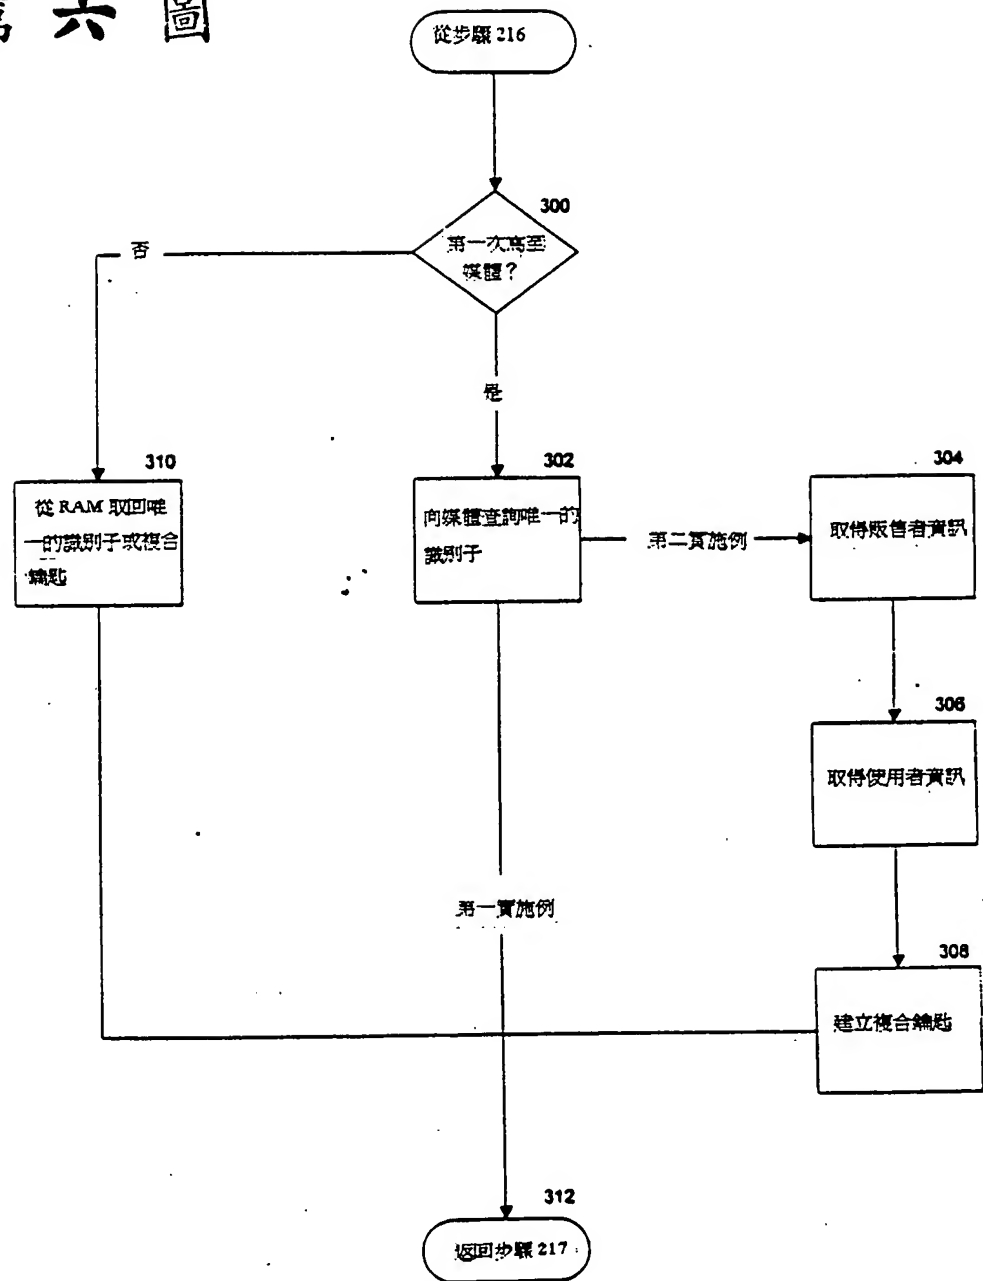 第六圖
從步驟 216
300
第一次寫至
媒體？
否
是
310
從 RAM 取回唯
一的識別子或複合
鑰匙
302
向媒體查詢唯一的
識別子
第二實施例
304
取得販售者資訊
306
取得使用者資訊
第一實施例
308
建立複合鑰匙
312
返回步驟 217